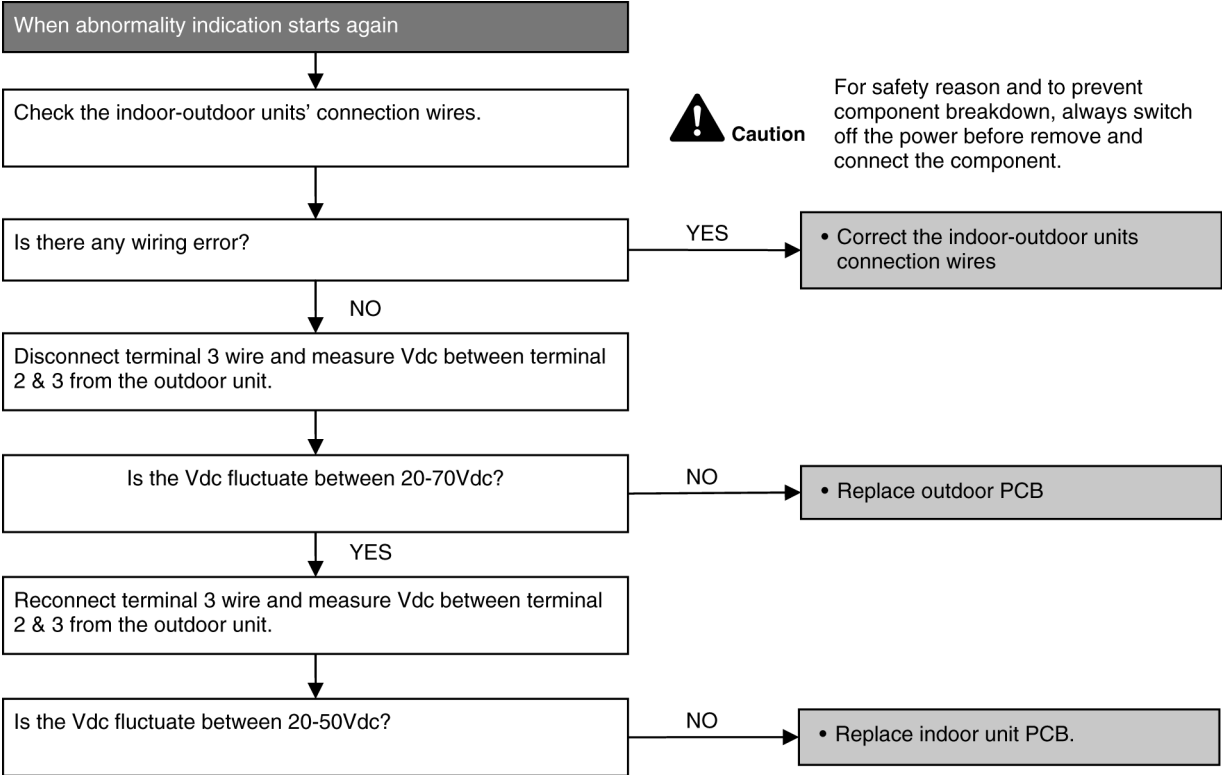 When abnormality indication starts again
Check the indoor-outdoor units' connection wires.
Caution
For safety reason and to prevent
component breakdown, always switch
off the power before remove and
connect the component.
Is there any wiring error?
YES
• Correct the indoor-outdoor units
connection wires
NO
Disconnect terminal 3 wire and measure Vdc between terminal
2 & 3 from the outdoor unit.
Is the Vdc fluctuate between 20-70Vdc?
NO
• Replace outdoor PCB
YES
Reconnect terminal 3 wire and measure Vdc between terminal
2 & 3 from the outdoor unit.
Is the Vdc fluctuate between 20-50Vdc?
NO
• Replace indoor unit PCB.